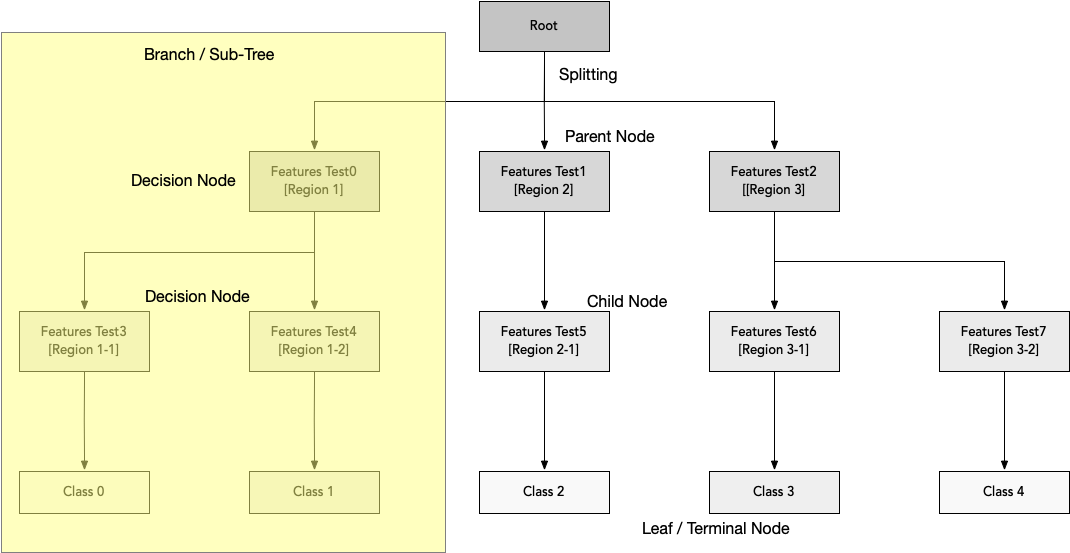 Root
Branch / Sub-Tree
Splitting
Parent Node
Decision Node
Features Test0
[Region 1]
Features Test1
[Region 2]
Features Test2
[[Region 3]
Decision Node
Child Node
Features Test3
[Region 1-1]
Features Test4
[Region 1-2]
Features Test5
[Region 2-1]
Features Test6
[Region 3-1]
Features Test7
[Region 3-2]
Class 0
Class 1
Class 2
Class 3
Class 4
Leaf / Terminal Node